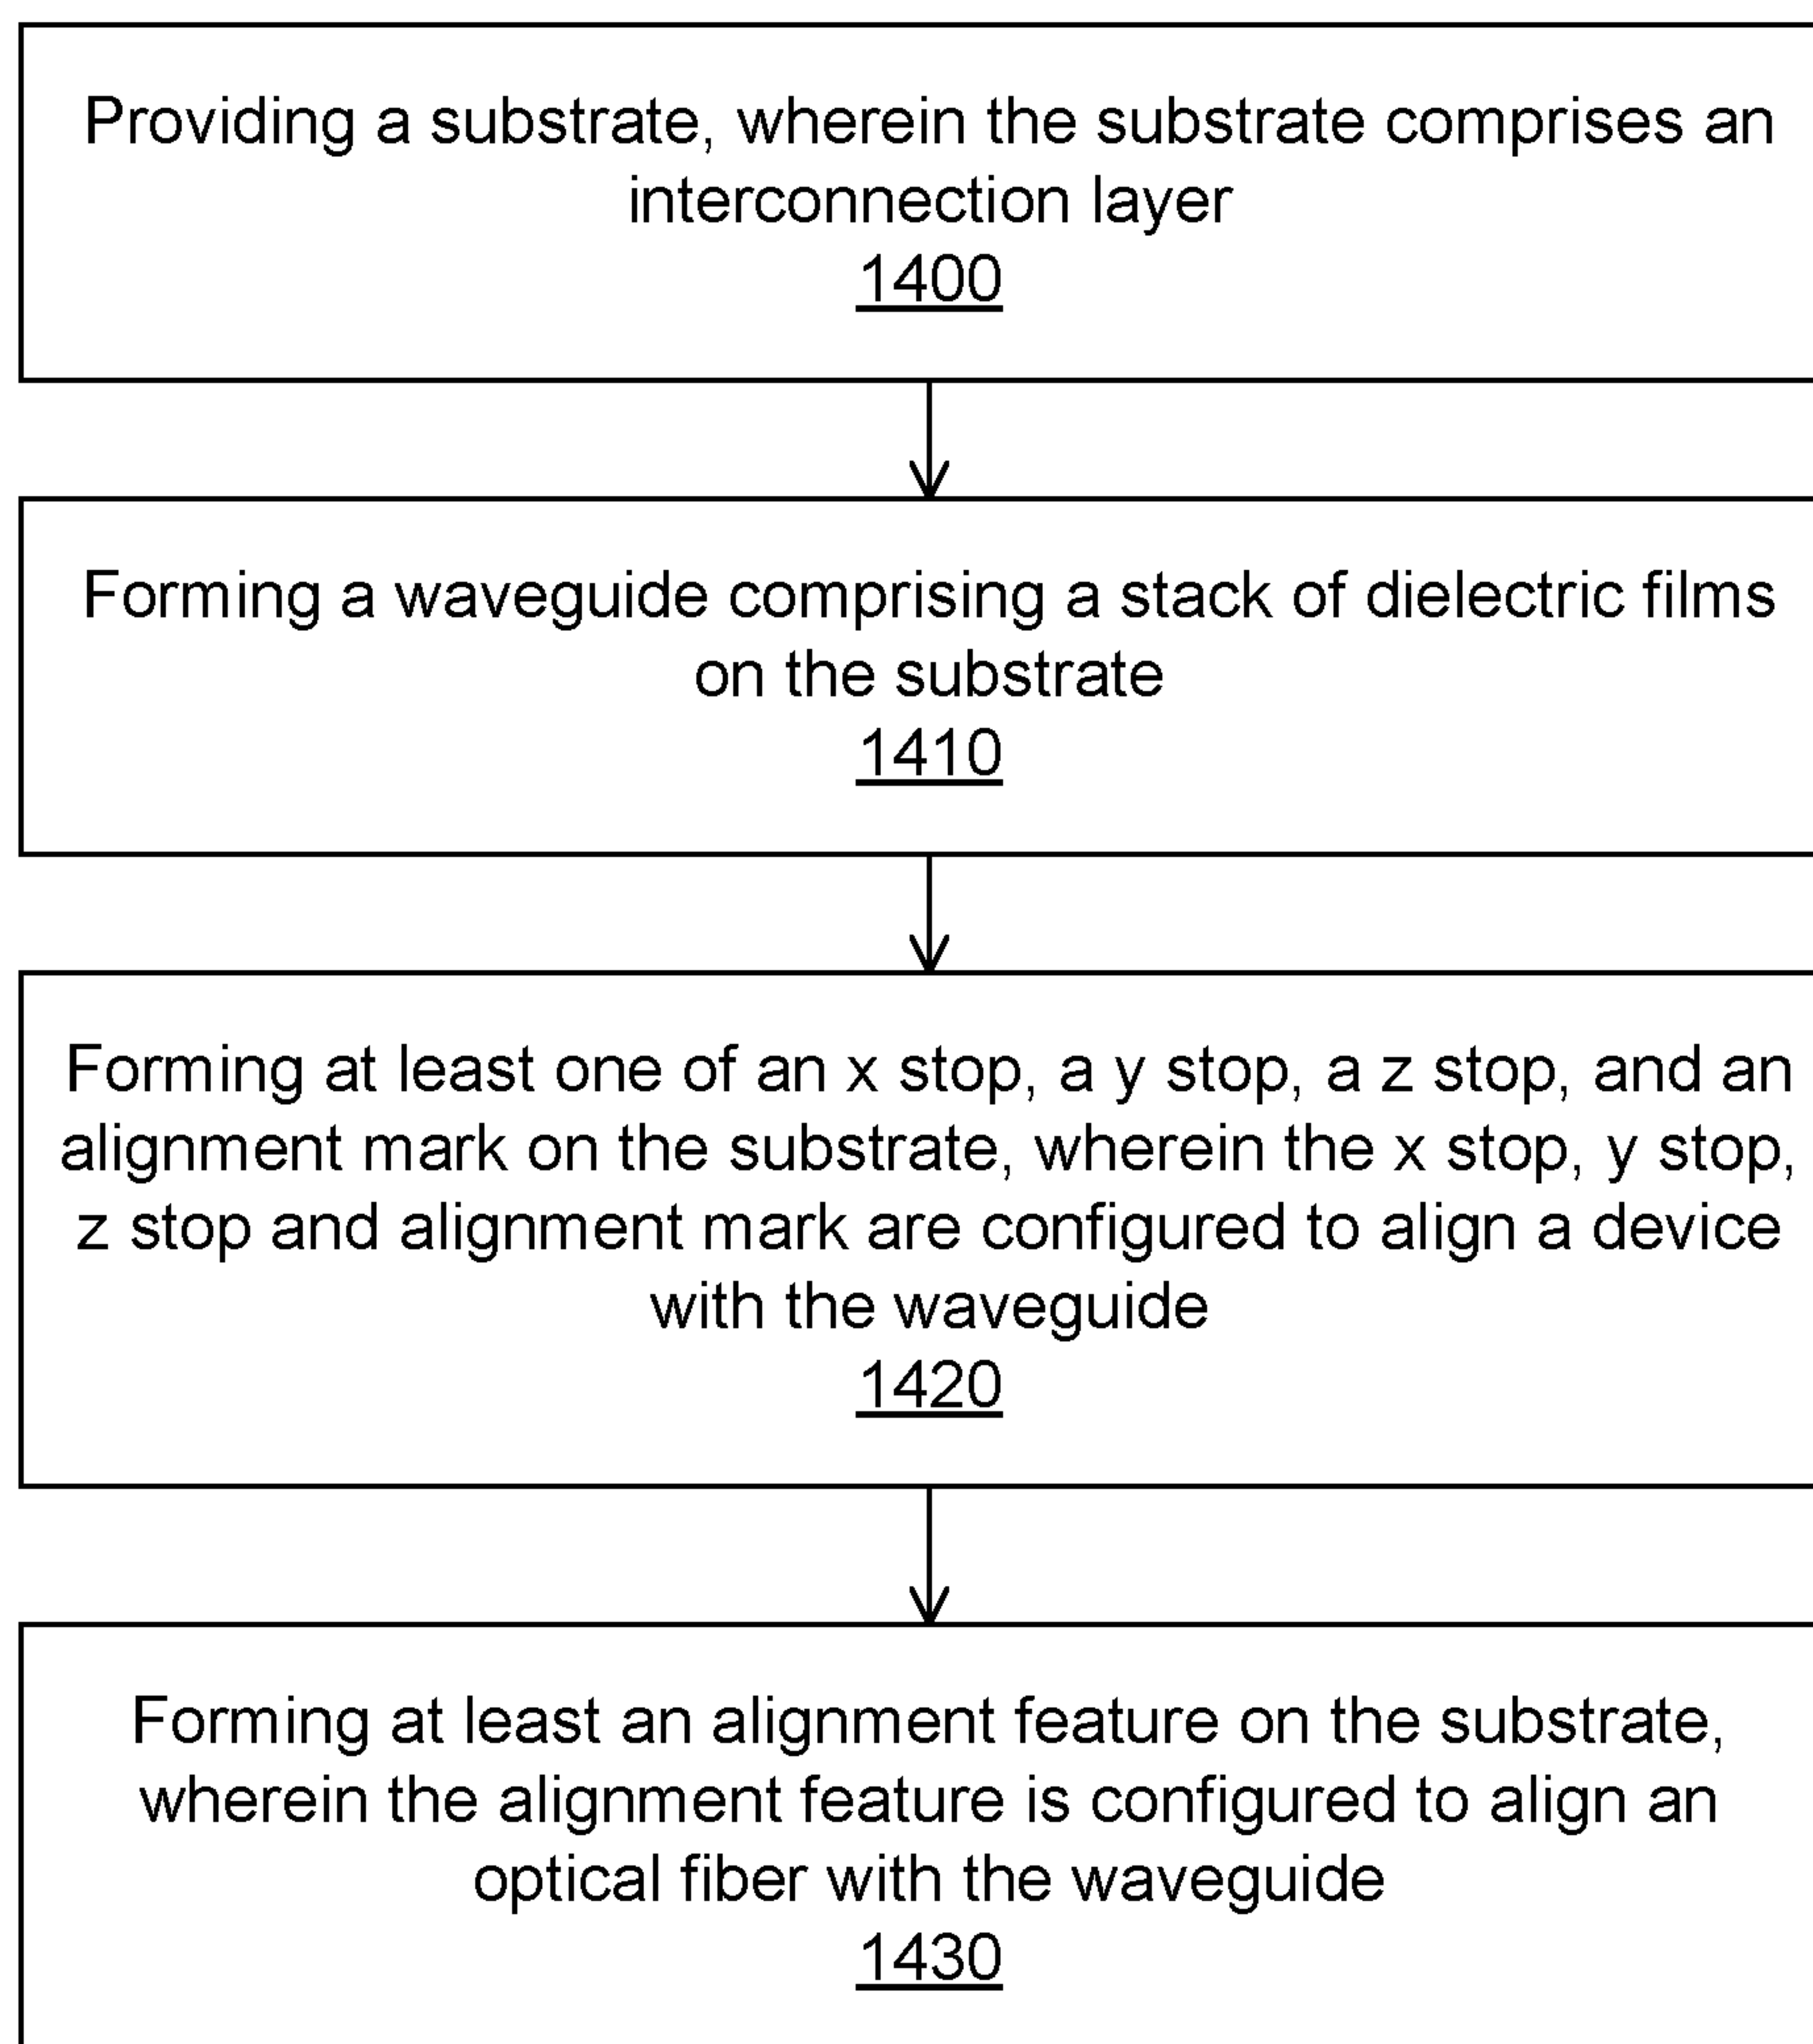 Providing a substrate, wherein the substrate comprises an
interconnection layer
1400
Forming a waveguide comprising a stack of dielectric films
on the substrate
1410
Forming at least one of an x stop, a y stop, a z stop, and an
alignment mark on the substrate, wherein the x stop, y stop,
z stop and alignment mark are configured to align a device
with the waveguide
1420
Forming at least an alignment feature on the substrate,
wherein the alignment feature is configured to align an
optical fiber with the waveguide
1430